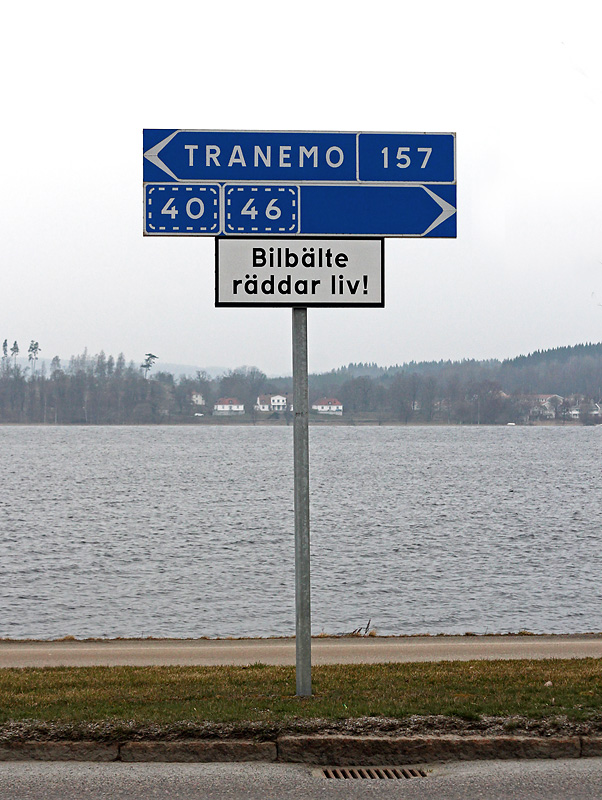 TRANEMO 157
40 46
Bilbälte
räddar liv!